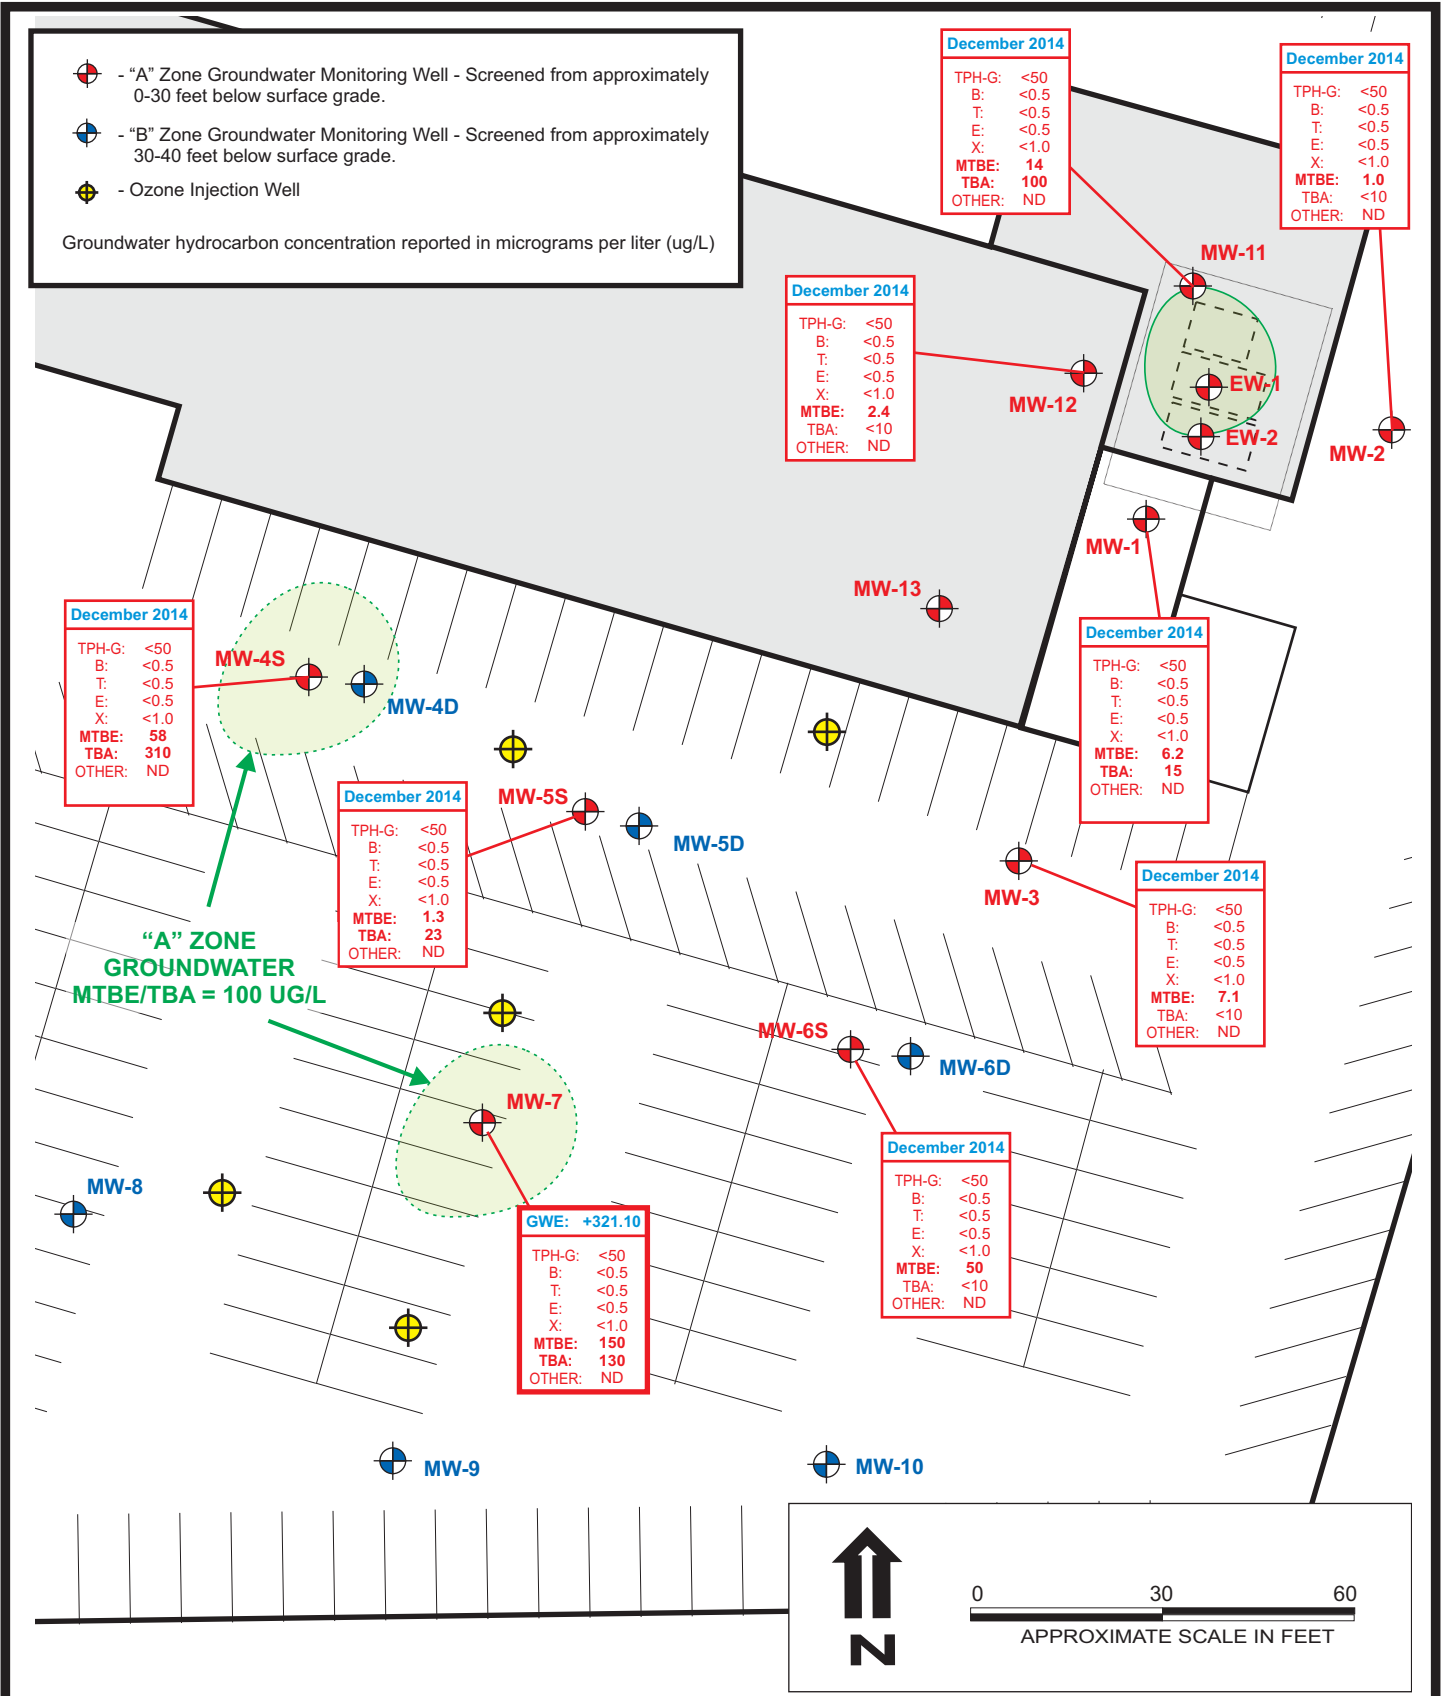 - “A” Zone Groundwater Monitoring Well - Screened from approximately
0-30 feet below surface grade.
- “B” Zone Groundwater Monitoring Well - Screened from approximately
30-40 feet below surface grade.
- Ozone Injection Well
Groundwater hydrocarbon concentration reported in micrograms per liter (ug/L)
December 2014
TPH-G: <50
B: <0.5
T: <0.5
E: <0.5
X: <1.0
MTBE: 14
TBA: 100
OTHER: ND
December 2014
TPH-G: <50
B: <0.5
T: <0.5
E: <0.5
X: <1.0
MTBE: 1.0
TBA: <10
OTHER: ND
MW-11
December 2014
TPH-G: <50
B: <0.5
T: <0.5
E: <0.5
X: <1.0
MTBE: 2.4
TBA: <10
OTHER: ND
MW-12
EW-1
EW-2
MW-2
MW-1
MW-13
December 2014
TPH-G: <50
B: <0.5
T: <0.5
E: <0.5
X: <1.0
MTBE: 58
TBA: 310
OTHER: ND
MW-4S
MW-4D
December 2014
TPH-G: <50
B: <0.5
T: <0.5
E: <0.5
X: <1.0
MTBE: 6.2
TBA: 15
OTHER: ND
December 2014
TPH-G: <50
B: <0.5
T: <0.5
E: <0.5
X: <1.0
MTBE: 1.3
TBA: 23
OTHER: ND
MW-5S
MW-5D
MW-3
December 2014
TPH-G: <50
B: <0.5
T: <0.5
E: <0.5
X: <1.0
MTBE: 7.1
TBA: <10
OTHER: ND
“A” ZONE
GROUNDWATER
MTBE/TBA = 100 UG/L
MW-6S
MW-6D
MW-7
December 2014
TPH-G: <50
B: <0.5
T: <0.5
E: <0.5
X: <1.0
MTBE: 50
TBA: <10
OTHER: ND
MW-8
GWE: +321.10
TPH-G: <50
B: <0.5
T: <0.5
E: <0.5
X: <1.0
MTBE: 150
TBA: 130
OTHER: ND
MW-9
MW-10
N
0 30 60
APPROXIMATE SCALE IN FEET